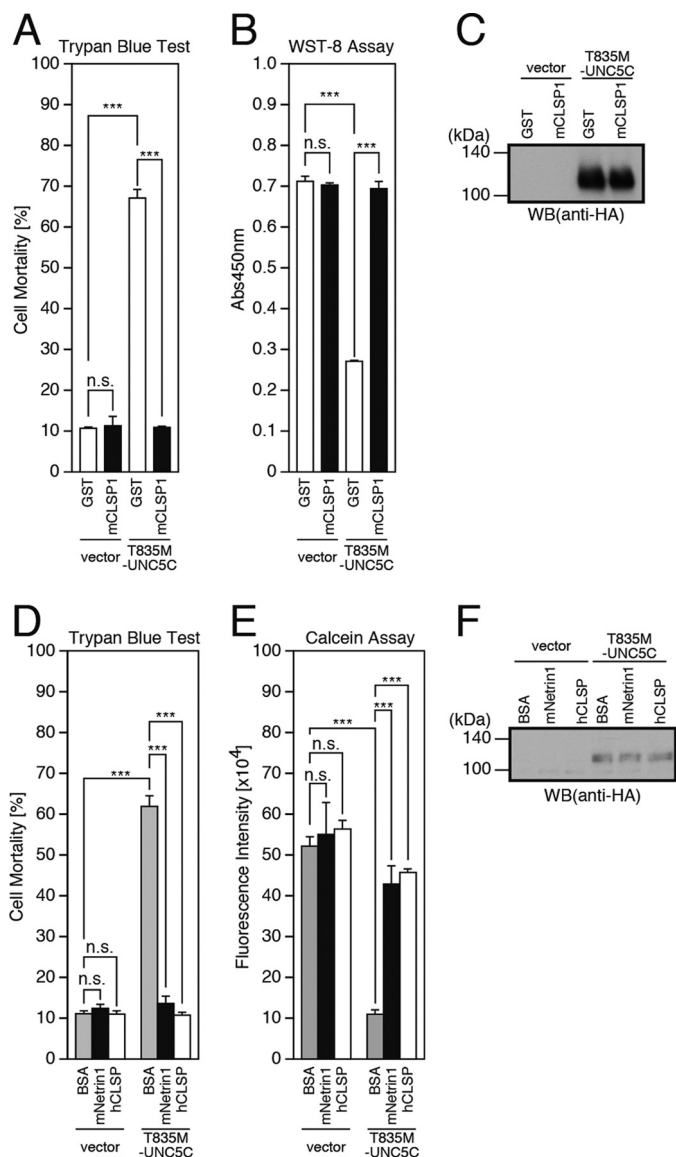 A
Trypan Blue Test
Cell Mortality [%]
100
90
80
70
60
50
40
30
20
10
0
***
***
n.s.
GST
mCLSP1
GST
mCLSP1
vector
T835M
-UNC5C
B
WST-8 Assay
Abs450nm
1.0
0.9
0.8
0.7
0.6
0.5
0.4
0.3
0.2
0.1
0
***
n.s.
***
GST
mCLSP1
GST
mCLSP1
vector
T835M
-UNC5C
C
vector
T835M
-UNC5C
GST
mCLSP1
GST
mCLSP1
(kDa)
140
100
WB(anti-HA)
D
Trypan Blue Test
Cell Mortality [%]
100
90
80
70
60
50
40
30
20
10
0
***
***
***
n.s.
n.s.
BSA
mNetrin1
hCLSP
BSA
mNetrin1
hCLSP
vector
T835M
-UNC5C
E
Calcein Assay
Fluorescence Intensity [x10⁴]
100
90
80
70
60
50
40
30
20
10
0
***
***
***
n.s.
n.s.
BSA
mNetrin1
hCLSP
BSA
mNetrin1
hCLSP
vector
T835M
-UNC5C
F
vector
T835M
-UNC5C
BSA
mNetrin1
hCLSP
BSA
mNetrin1
hCLSP
(kDa)
140
100
WB(anti-HA)